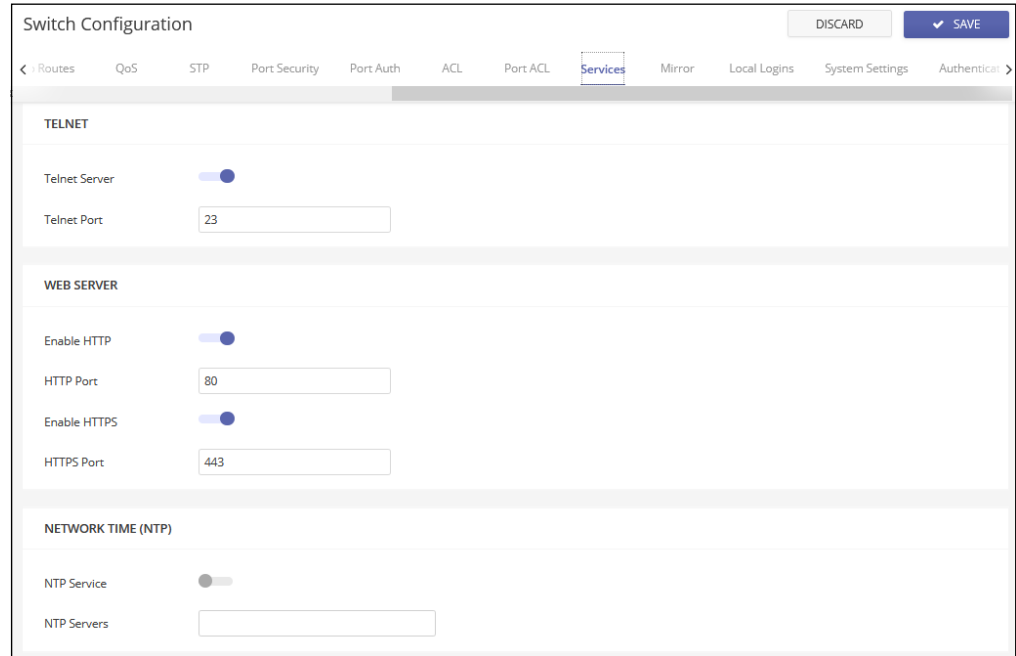 Switch Configuration DISCARD SAVE
Routes QoS STP Port Security Port Auth ACL Port ACL Services Mirror Local Logins System Settings Authenticat
TELNET
Telnet Server
Telnet Port 23
WEB SERVER
Enable HTTP
HTTP Port 80
Enable HTTPS
HTTPS Port 443
NETWORK TIME (NTP)
NTP Service
NTP Servers